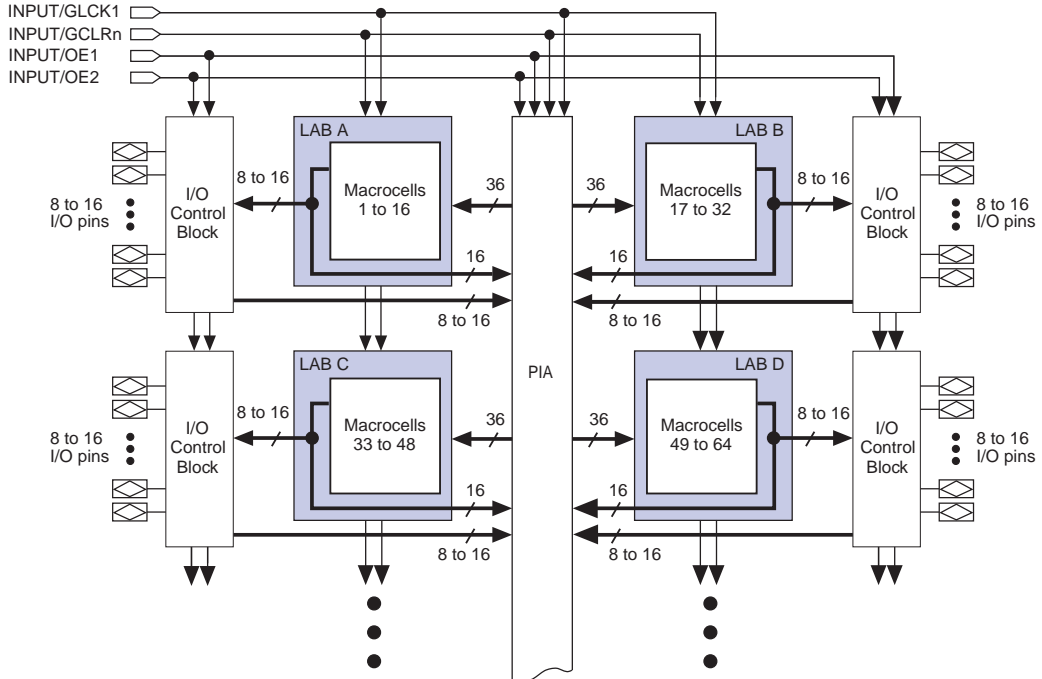 INPUT/GLCK1
INPUT/GCLRn
INPUT/OE1
INPUT/OE2
LAB A
LAB B
8 to 16
I/O pins
I/O
Control
Block
8 to 16
Macrocells
1 to 16
36
16
8 to 16
36
16
8 to 16
Macrocells
17 to 32
8 to 16
I/O
Control
Block
8 to 16
I/O pins
PIA
LAB C
LAB D
8 to 16
I/O pins
I/O
Control
Block
8 to 16
Macrocells
33 to 48
36
16
8 to 16
36
16
8 to 16
Macrocells
49 to 64
8 to 16
I/O
Control
Block
8 to 16
I/O pins